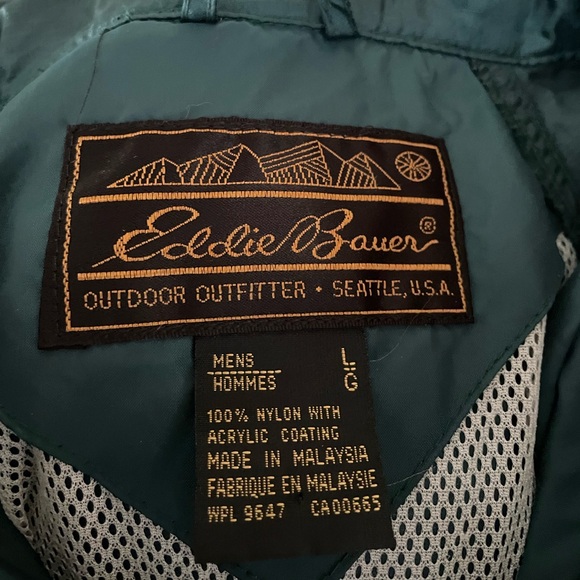 Eddie Bauer®
OUTDOOR OUTFITTER • SEATTLE, U.S.A.
MENS L
HOMMES G
100% NYLON WITH
ACRYLIC COATING
MADE IN MALAYSIA
FABRIQUE EN MALAYSIE
WPL 9647 CA00665